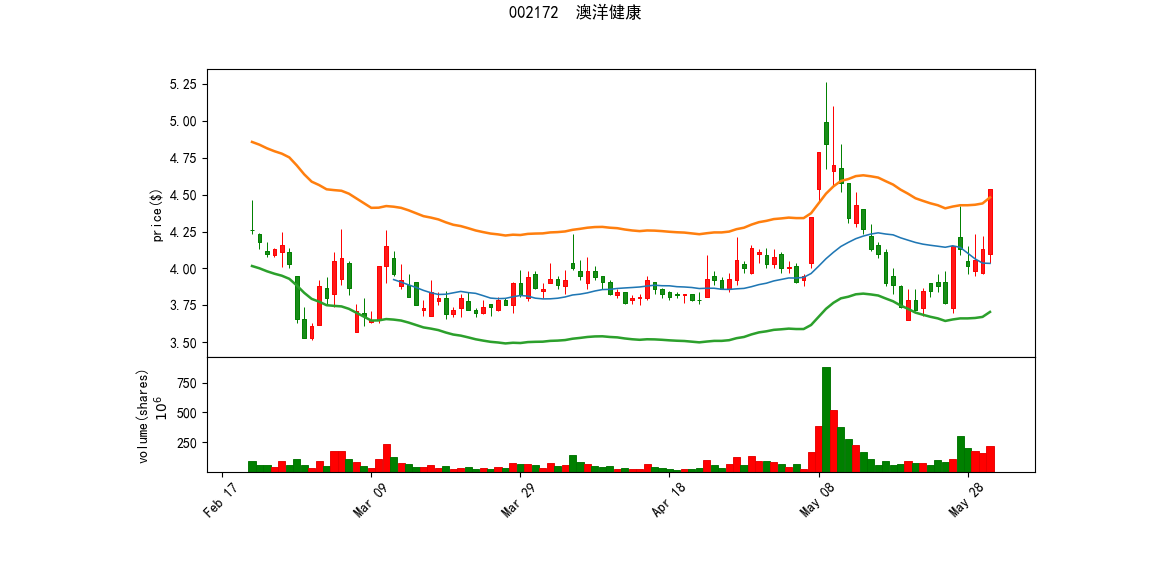 002172 澳洋健康
5.25
5.00
4.75
4.50
4.25
4.00
3.75
3.50
price($)
750
500
250
volume(shares)
10^6
Feb 17
Mar 09
Mar 29
Apr 18
May 08
May 28